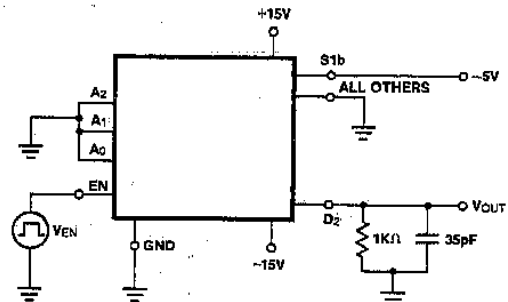 +15V
S1b
~5V
ALL OTHERS
A2
A1
A0
EN
VEN
GND
~15V
D2
VOUT
1KΩ
35pF